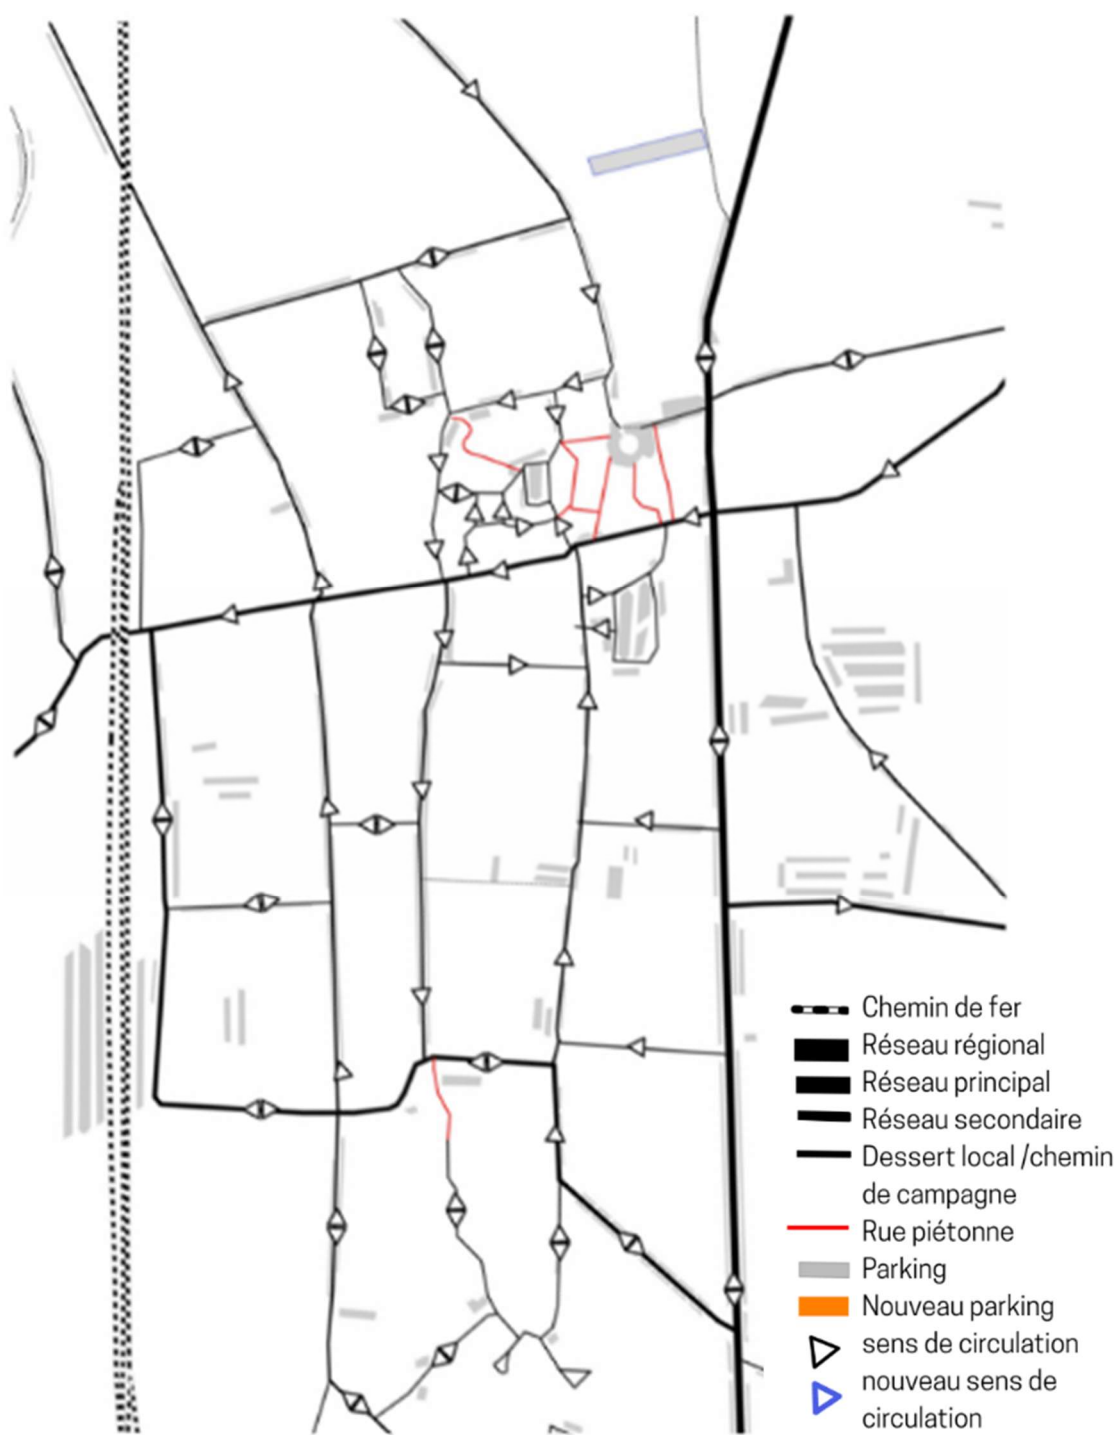 Chemin de fer
Réseau régional
Réseau principal
Réseau secondaire
Dessert local /chemin
de campagne
Rue piétonne
Parking
Nouveau parking
sens de circulation
nouveau sens de
circulation